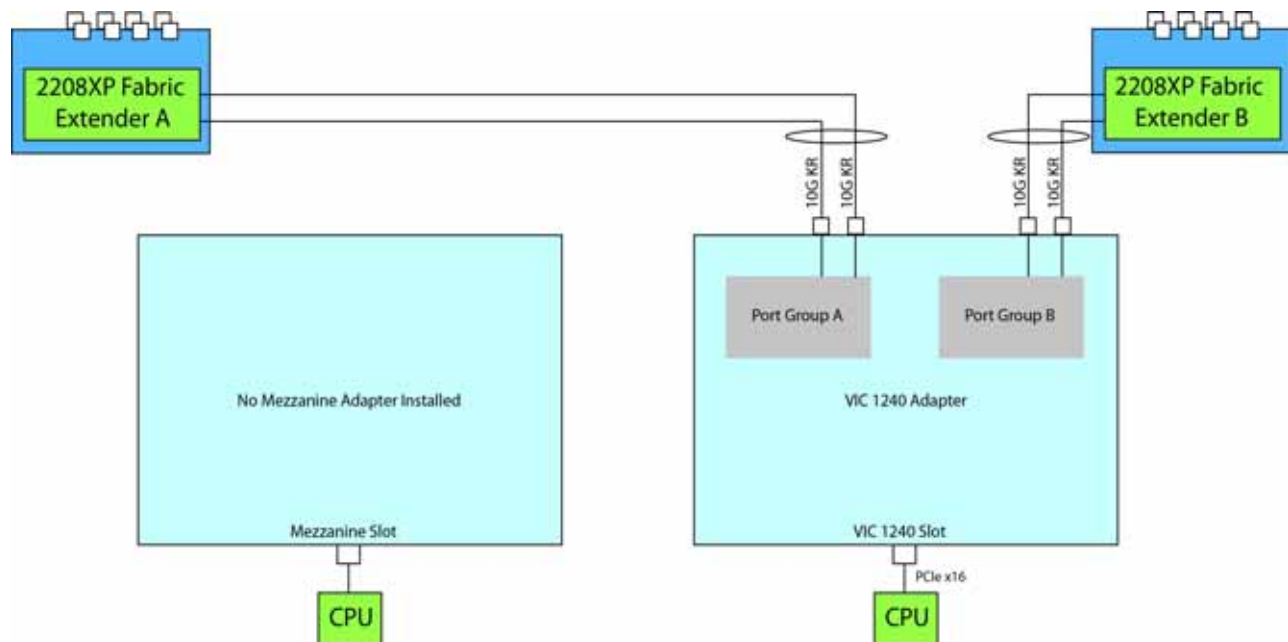 2208XP Fabric
Extender A
2208XP Fabric
Extender B
10G KR
10G KR
10G KR
10G KR
Port Group A
Port Group B
No Mezzanine Adapter Installed
VIC 1240 Adapter
Mezzanine Slot
VIC 1240 Slot
PCIe x16
CPU
CPU